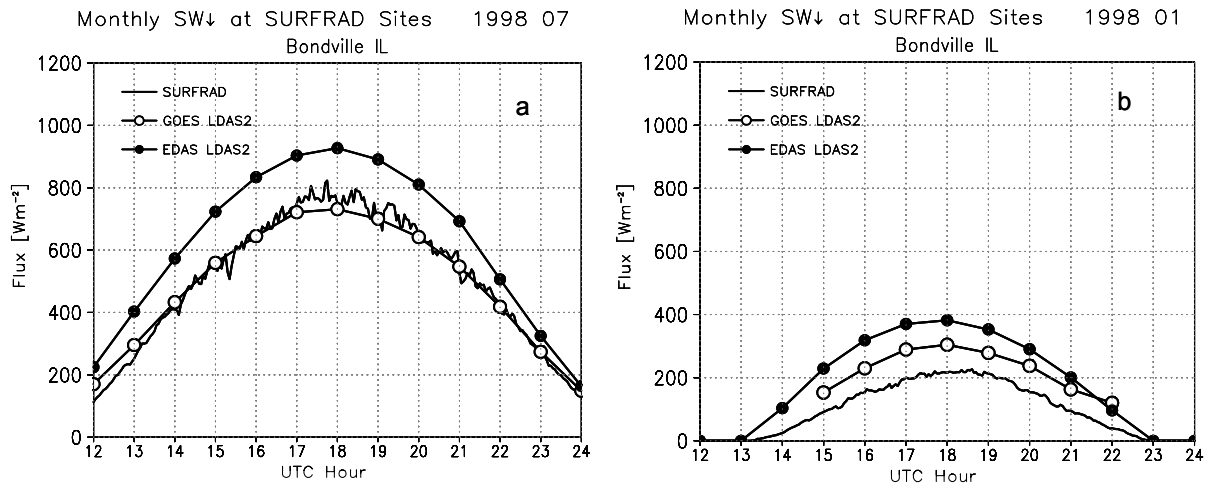 Monthly SW↓ at SURFRAD Sites 1998 07
Bondville IL
1200
1000
800
600
400
200
0
Flux [Wm⁻²]
SURFRAD
GOES LDAS2
EDAS LDAS2
a
12 13 14 15 16 17 18 19 20 21 22 23 24
UTC Hour
Monthly SW↓ at SURFRAD Sites 1998 01
Bondville IL
1200
1000
800
600
400
200
0
Flux [Wm⁻²]
SURFRAD
GOES LDAS2
EDAS LDAS2
b
12 13 14 15 16 17 18 19 20 21 22 23 24
UTC Hour